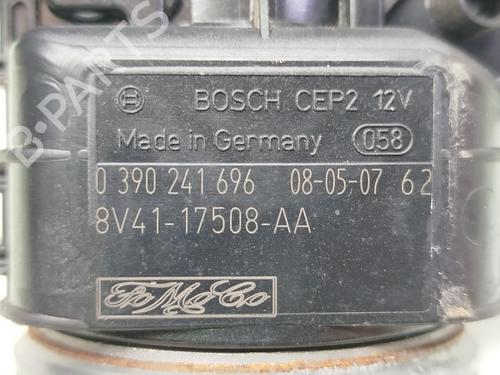 BOSCH CEP2 12V
Made in Germany 058
0 390 241 696 08-05-07 62
8V41-17508-AA
FoMoCo
B-PARTS